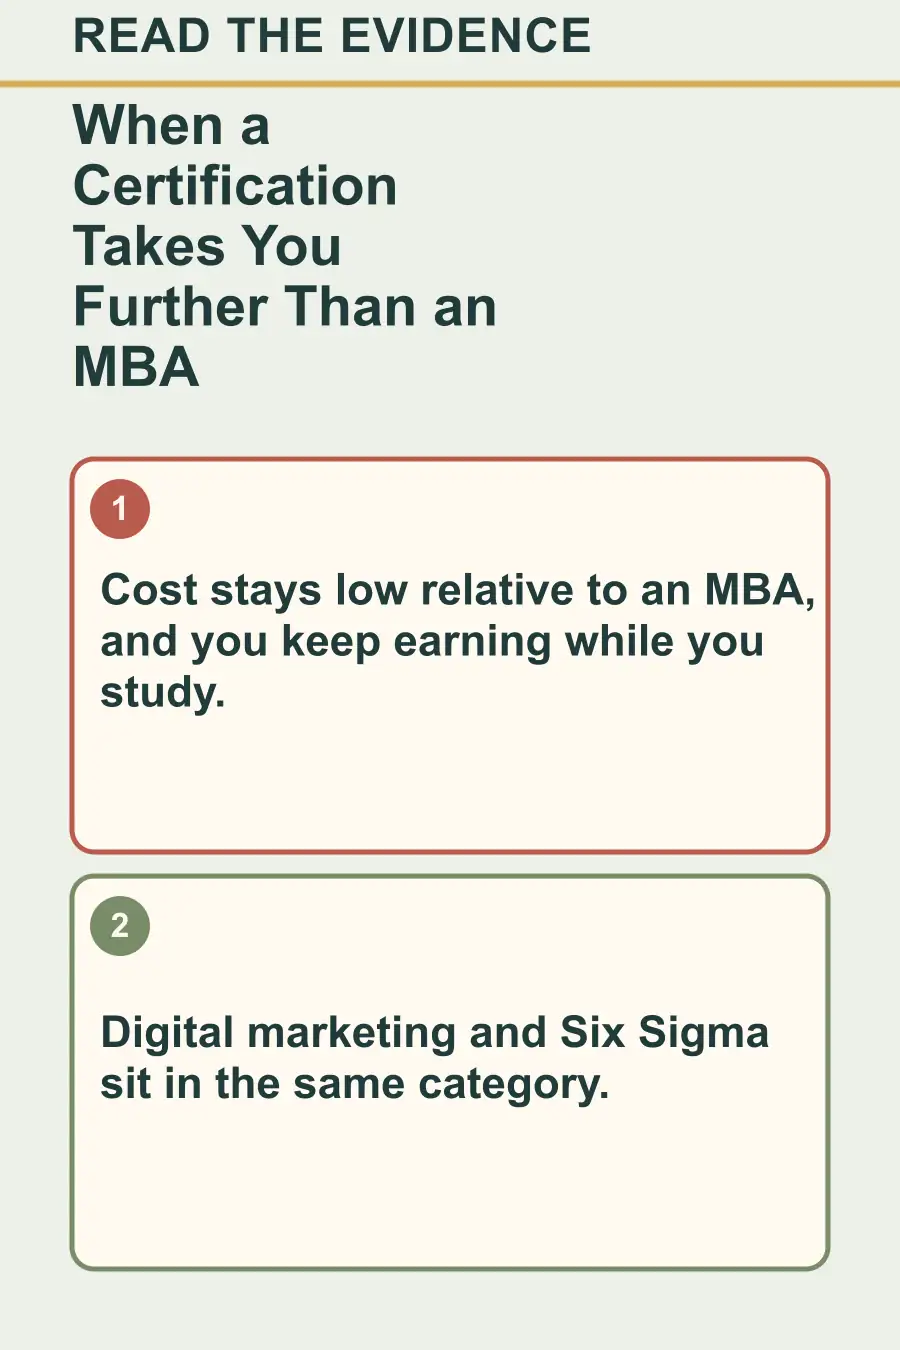 READ THE EVIDENCE
When a
Certification
Takes You
Further Than an
MBA
1
Cost stays low relative to an MBA,
and you keep earning while you
study.
2
Digital marketing and Six Sigma
sit in the same category.